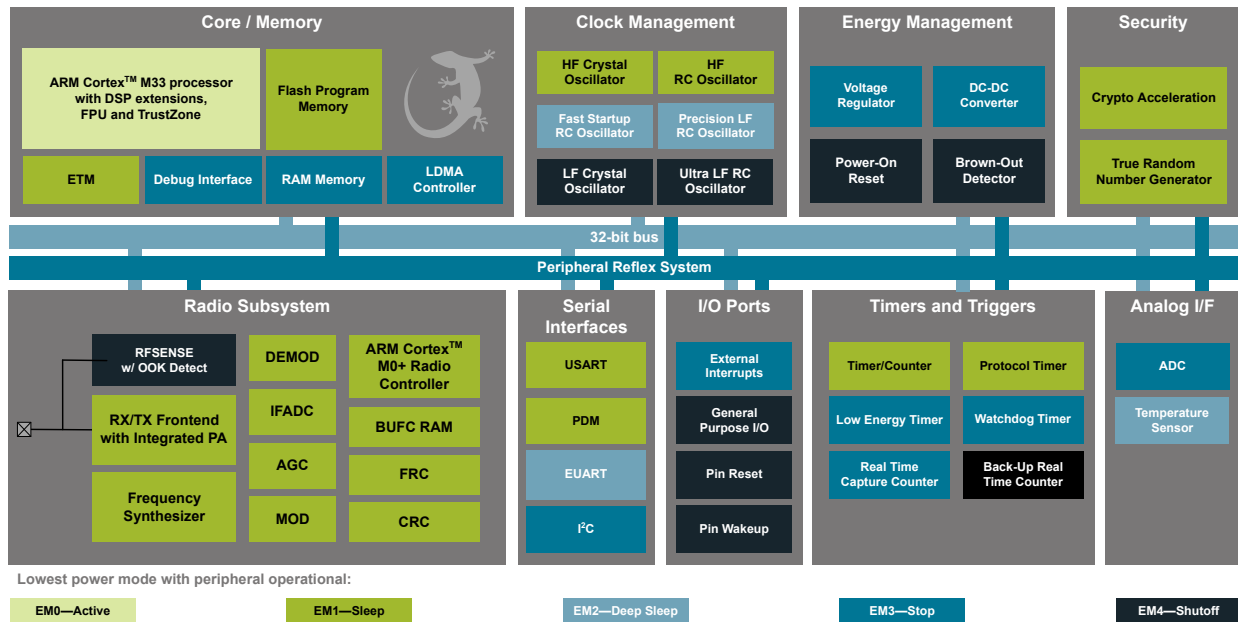 Core / Memory
ARM Cortex™ M33 processor
with DSP extensions,
FPU and TrustZone
Flash Program
Memory
ETM
Debug Interface
RAM Memory
LDMA
Controller
Clock Management
HF Crystal
Oscillator
HF
RC Oscillator
Fast Startup
RC Oscillator
Precision LF
RC Oscillator
LF Crystal
Oscillator
Ultra LF RC
Oscillator
Energy Management
Voltage
Regulator
DC-DC
Converter
Power-On
Reset
Brown-Out
Detector
Security
Crypto Acceleration
True Random
Number Generator
32-bit bus
Peripheral Reflex System
Radio Subsystem
RFSENSE
w/ OOK Detect
RX/TX Frontend
with Integrated PA
Frequency
Synthesizer
DEMOD
IFADC
AGC
MOD
ARM Cortex™
M0+ Radio
Controller
BUFC RAM
FRC
CRC
Serial
Interfaces
USART
PDM
EUART
I²C
I/O Ports
External
Interrupts
General
Purpose I/O
Pin Reset
Pin Wakeup
Timers and Triggers
Timer/Counter
Protocol Timer
Low Energy Timer
Watchdog Timer
Real Time
Capture Counter
Back-Up Real
Time Counter
Analog I/F
ADC
Temperature
Sensor
Lowest power mode with peripheral operational:
EM0—Active
EM1—Sleep
EM2—Deep Sleep
EM3—Stop
EM4—Shutoff